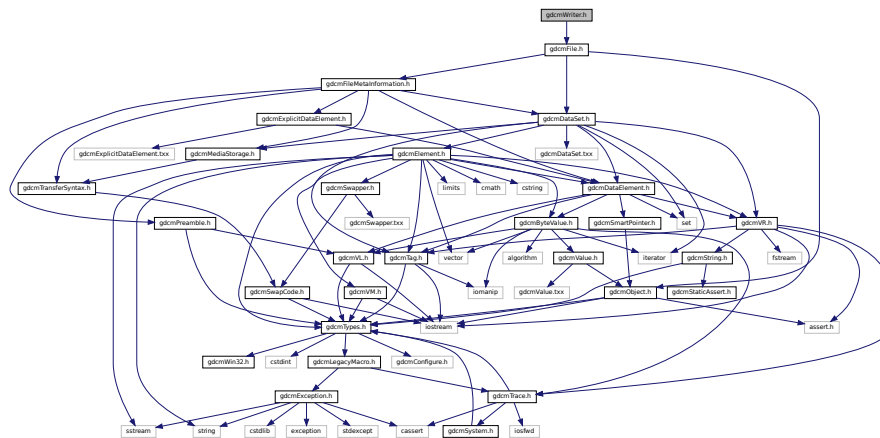 gdcmWriter.h
gdcmFile.h
gdcmFileMetaInformation.h
gdcmExplicitDataElement.h
gdcmDataSet.h
gdcmExplicitDataElement.txx
gdcmMediaStorage.h
gdcmElement.h
gdcmDataSet.txx
gdcmTransferSyntax.h
gdcmSwapper.h
limits
cmath
cstring
gdcmDataElement.h
gdcmPreamble.h
gdcmSwapper.txx
gdcmByteValue.h
gdcmSmartPointer.h
set
gdcmVR.h
gdcmVL.h
gdcmTag.h
vector
algorithm
gdcmValue.h
iterator
gdcmString.h
fstream
gdcmSwapCode.h
gdcmVM.h
iomanip
gdcmValue.txx
gdcmObject.h
gdcmStaticAssert.h
gdcmTypes.h
iostream
assert.h
gdcmWin32.h
cstdint
gdcmLegacyMacro.h
gdcmConfigure.h
gdcmException.h
gdcmTrace.h
sstream
string
cstdlib
exception
stdexcept
cassert
gdcmSystem.h
iosfwd